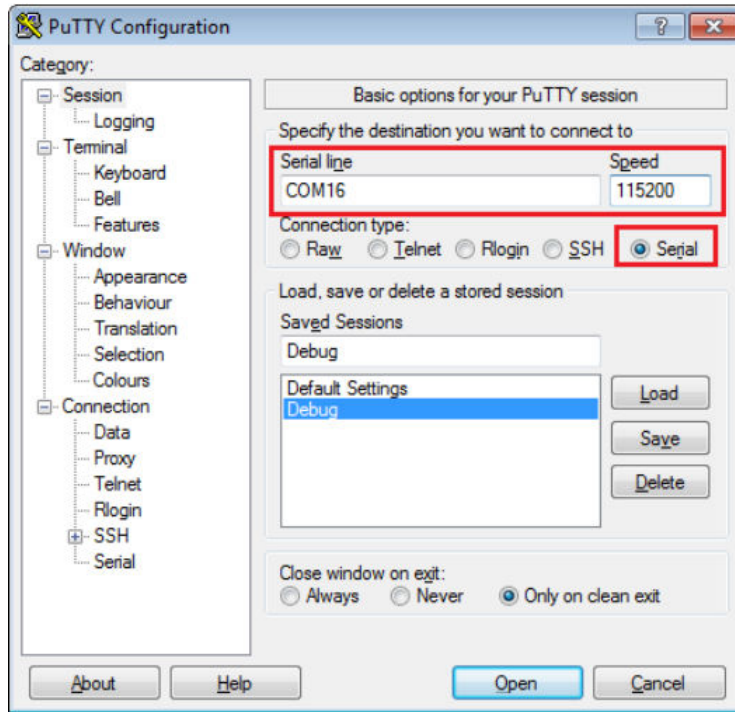 PuTTY Configuration
Category:
Session
Logging
Terminal
Keyboard
Bell
Features
Window
Appearance
Behaviour
Translation
Selection
Colours
Connection
Data
Proxy
Telnet
Rlogin
SSH
Serial
Basic options for your PuTTY session
Specify the destination you want to connect to
Serial line Speed
COM16 115200
Connection type:
Raw Telnet Rlogin SSH Serial
Load, save or delete a stored session
Saved Sessions
Debug
Default Settings
Debug
Load
Save
Delete
Close window on exit:
Always Never Only on clean exit
About Help Open Cancel